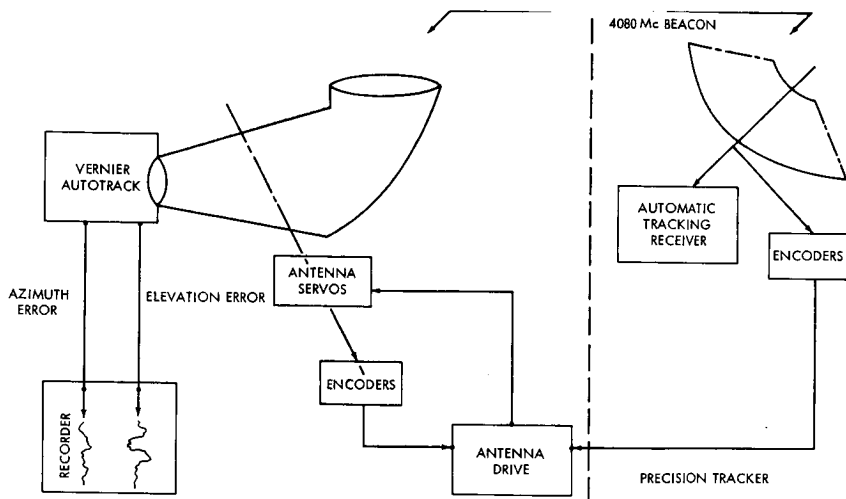 4080 Mc BEACON
VERNIER
AUTOTRACK
AUTOMATIC
TRACKING
RECEIVER
ENCODERS
ANTENNA
SERVOS
AZIMUTH
ERROR
ELEVATION ERROR
ENCODERS
RECORDER
ANTENNA
DRIVE
PRECISION TRACKER